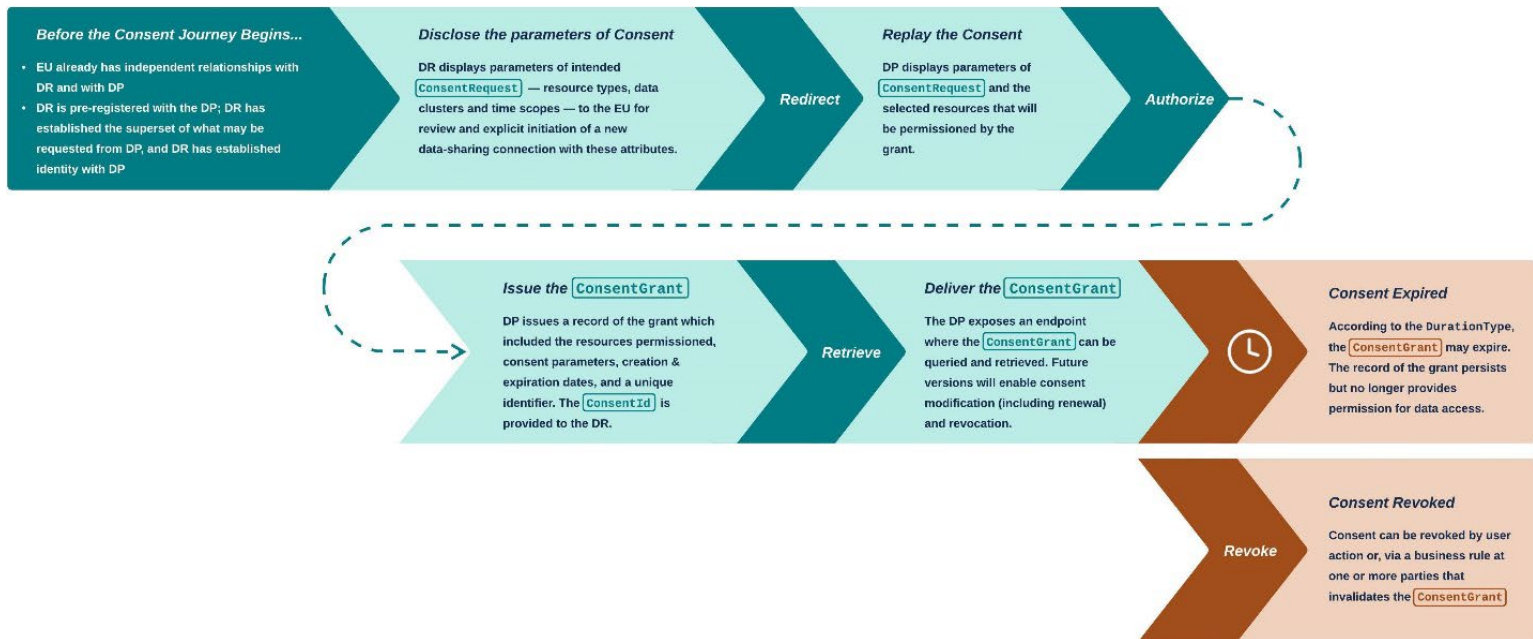 Before the Consent Journey Begins...
• EU already has independent relationships with
DR and with DP
• DR is pre-registered with the DP; DR has
established the superset of what may be
requested from DP, and DR has established
identity with DP
Disclose the parameters of Consent
DR displays parameters of intended
ConsentRequest — resource types, data
clusters and time scopes — to the EU for
review and explicit initiation of a new
data-sharing connection with these attributes.
Redirect
Replay the Consent
DP displays parameters of
ConsentRequest and the
selected resources that will
be permissioned by the
grant.
Authorize
Issue the ConsentGrant
DP issues a record of the grant which
included the resources permissioned,
consent parameters, creation &
expiration dates, and a unique
identifier. The ConsentId is
provided to the DR.
Retrieve
Deliver the ConsentGrant
The DP exposes an endpoint
where the ConsentGrant can be
queried and retrieved. Future
versions will enable consent
modification (including renewal)
and revocation.
Consent Expired
According to the DurationType,
the ConsentGrant may expire.
The record of the grant persists
but no longer provides
permission for data access.
Revoke
Consent Revoked
Consent can be revoked by user
action or, via a business rule at
one or more parties that
invalidates the ConsentGrant